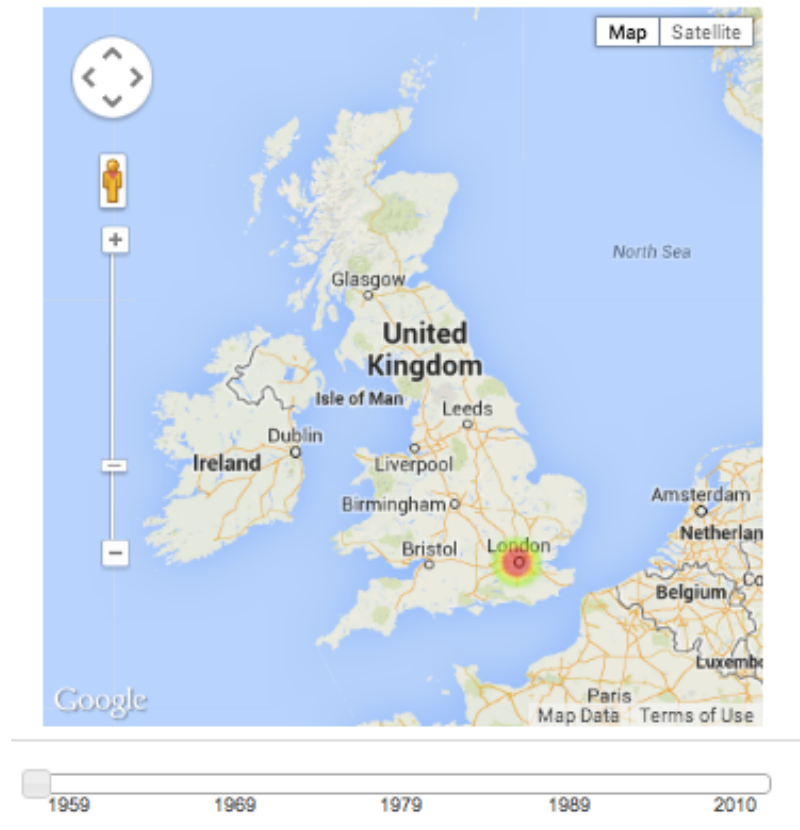 Map Satellite
North Sea
Glasgow
United
Kingdom
Isle of Man
Leeds
Dublin
Ireland
Liverpool
Amsterdam
Birmingham
Netherlan
Bristol
London
Co
Belgium
Luxemb
Paris
Google
Map Data Terms of Use
1959 1969 1979 1989 2010